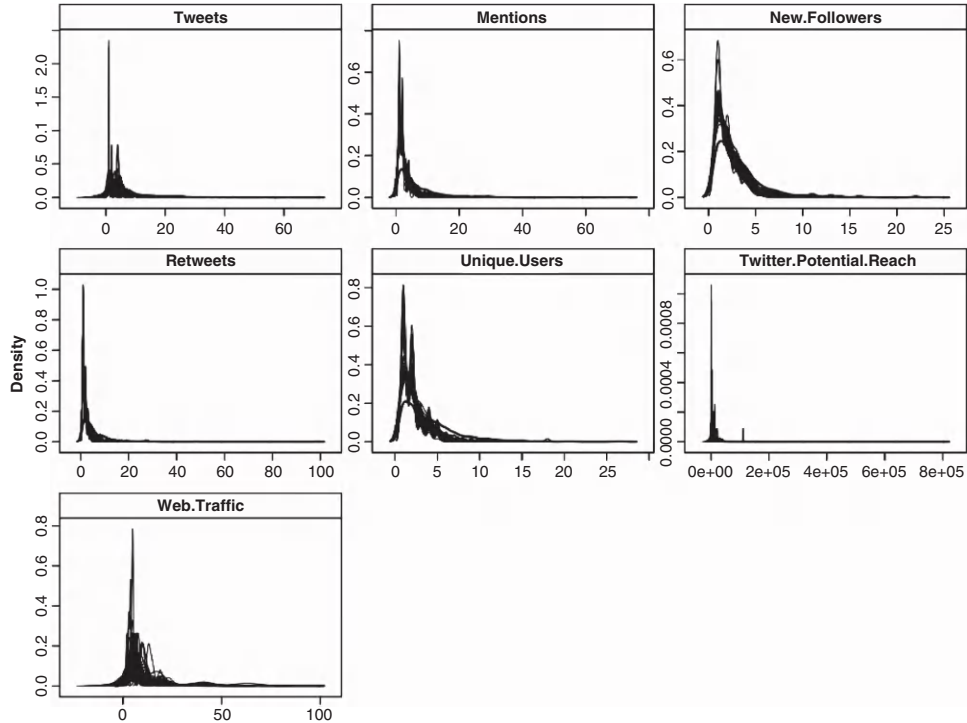 Tweets
2.0
1.5
0.1
0.5
0.0
0 20 40 60
Mentions
0.6
0.4
0.2
0.0
0 20 40 60
New.Followers
0.6
0.4
0.2
0.0
0 5 10 15 20 25
Density
Retweets
1.0
0.8
0.6
0.4
0.2
0.0
0 20 40 60 80 100
Unique.Users
0.8
0.6
0.4
0.2
0.0
0 5 10 15 20 25
Twitter.Potential.Reach
0.0008
0.0004
0.0000
0e+00 2e+05 4e+05 6e+05 8e+05
Web.Traffic
0.8
0.6
0.4
0.2
0.0
0 100